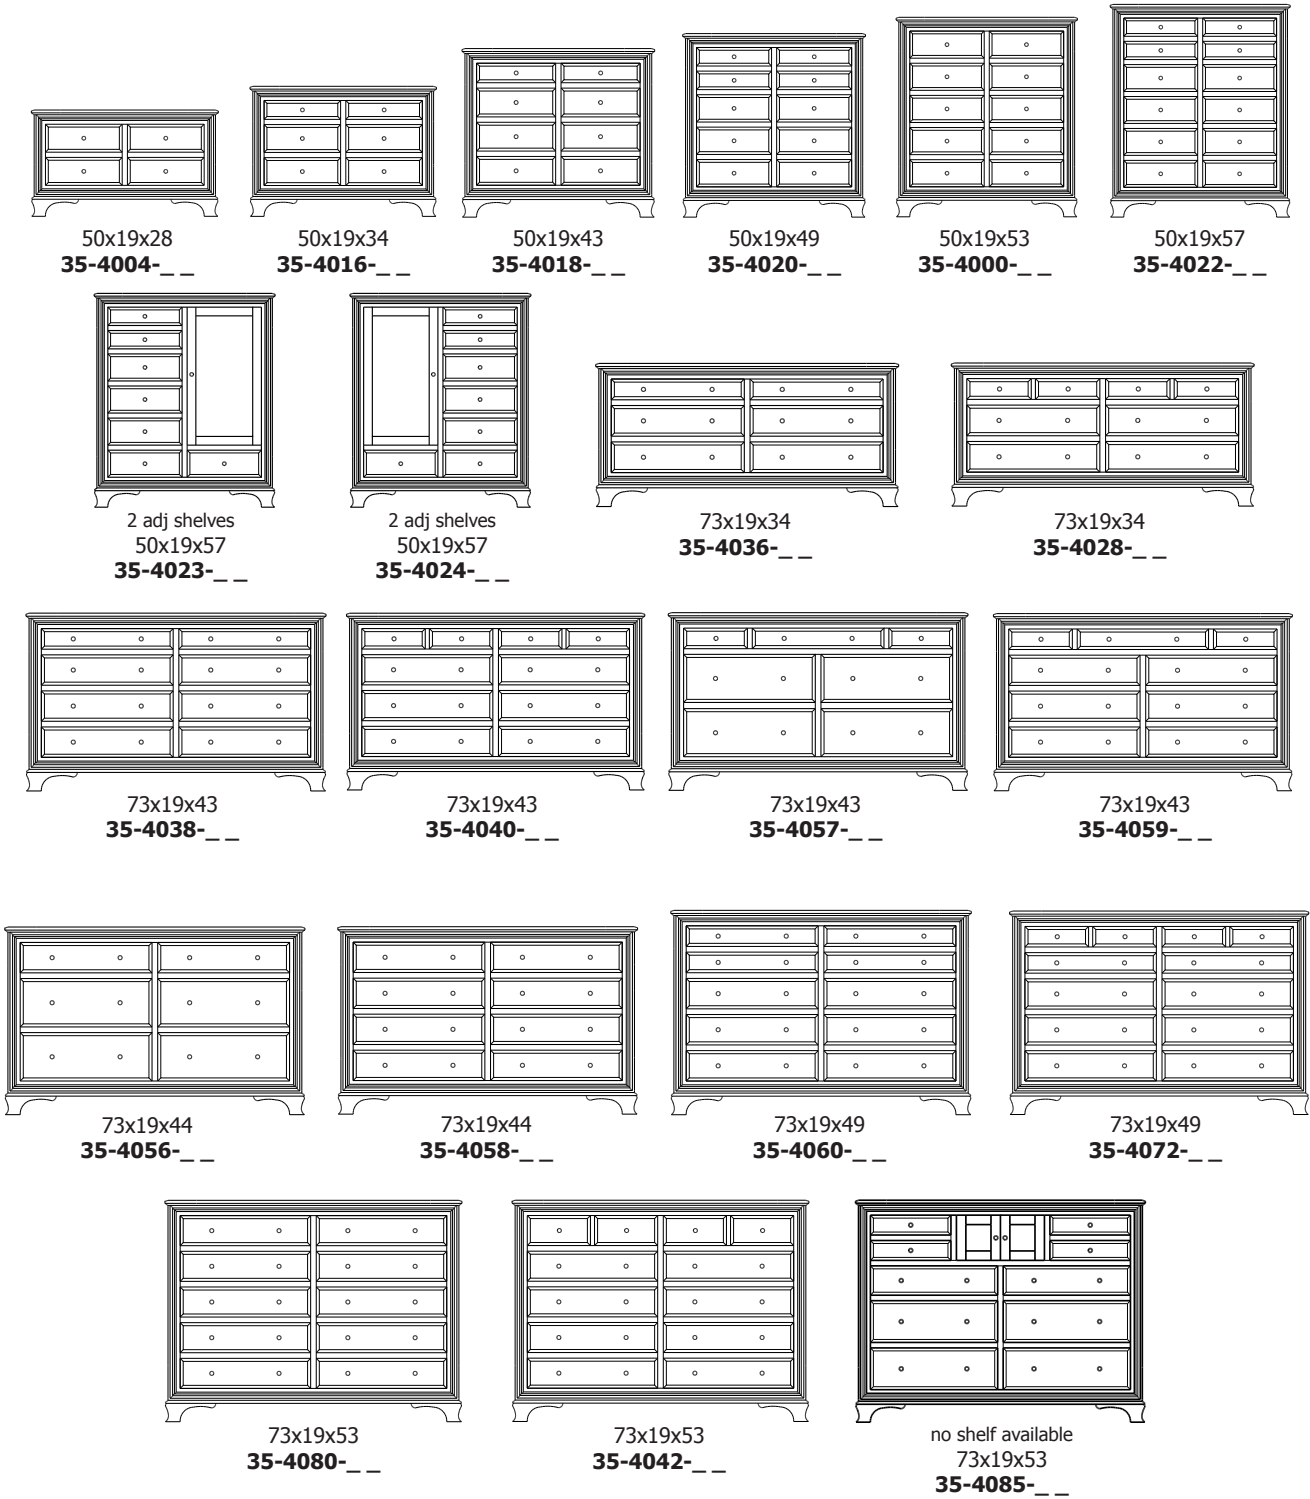 50x19x28
35-4004-_ _
50x19x34
35-4016-_ _
50x19x43
35-4018-_ _
50x19x49
35-4020-_ _
50x19x53
35-4000-_ _
50x19x57
35-4022-_ _
2 adj shelves
50x19x57
35-4023-_ _
2 adj shelves
50x19x57
35-4024-_ _
73x19x34
35-4036-_ _
73x19x34
35-4028-_ _
73x19x43
35-4038-_ _
73x19x43
35-4040-_ _
73x19x43
35-4057-_ _
73x19x43
35-4059-_ _
73x19x44
35-4056-_ _
73x19x44
35-4058-_ _
73x19x49
35-4060-_ _
73x19x49
35-4072-_ _
73x19x53
35-4080-_ _
73x19x53
35-4042-_ _
no shelf available
73x19x53
35-4085-_ _